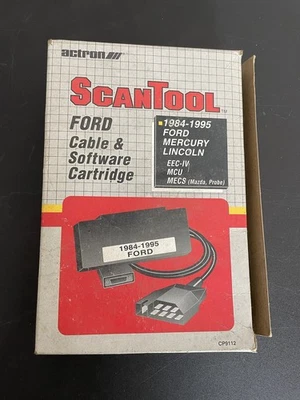 actron
SCANTOOL TM
FORD
Cable &
Software
Cartridge
1984-1995
FORD
MERCURY
LINCOLN
EEC-IV
MCU
MECS (Mazda, Probe)
1984-1995
FORD
CP9112